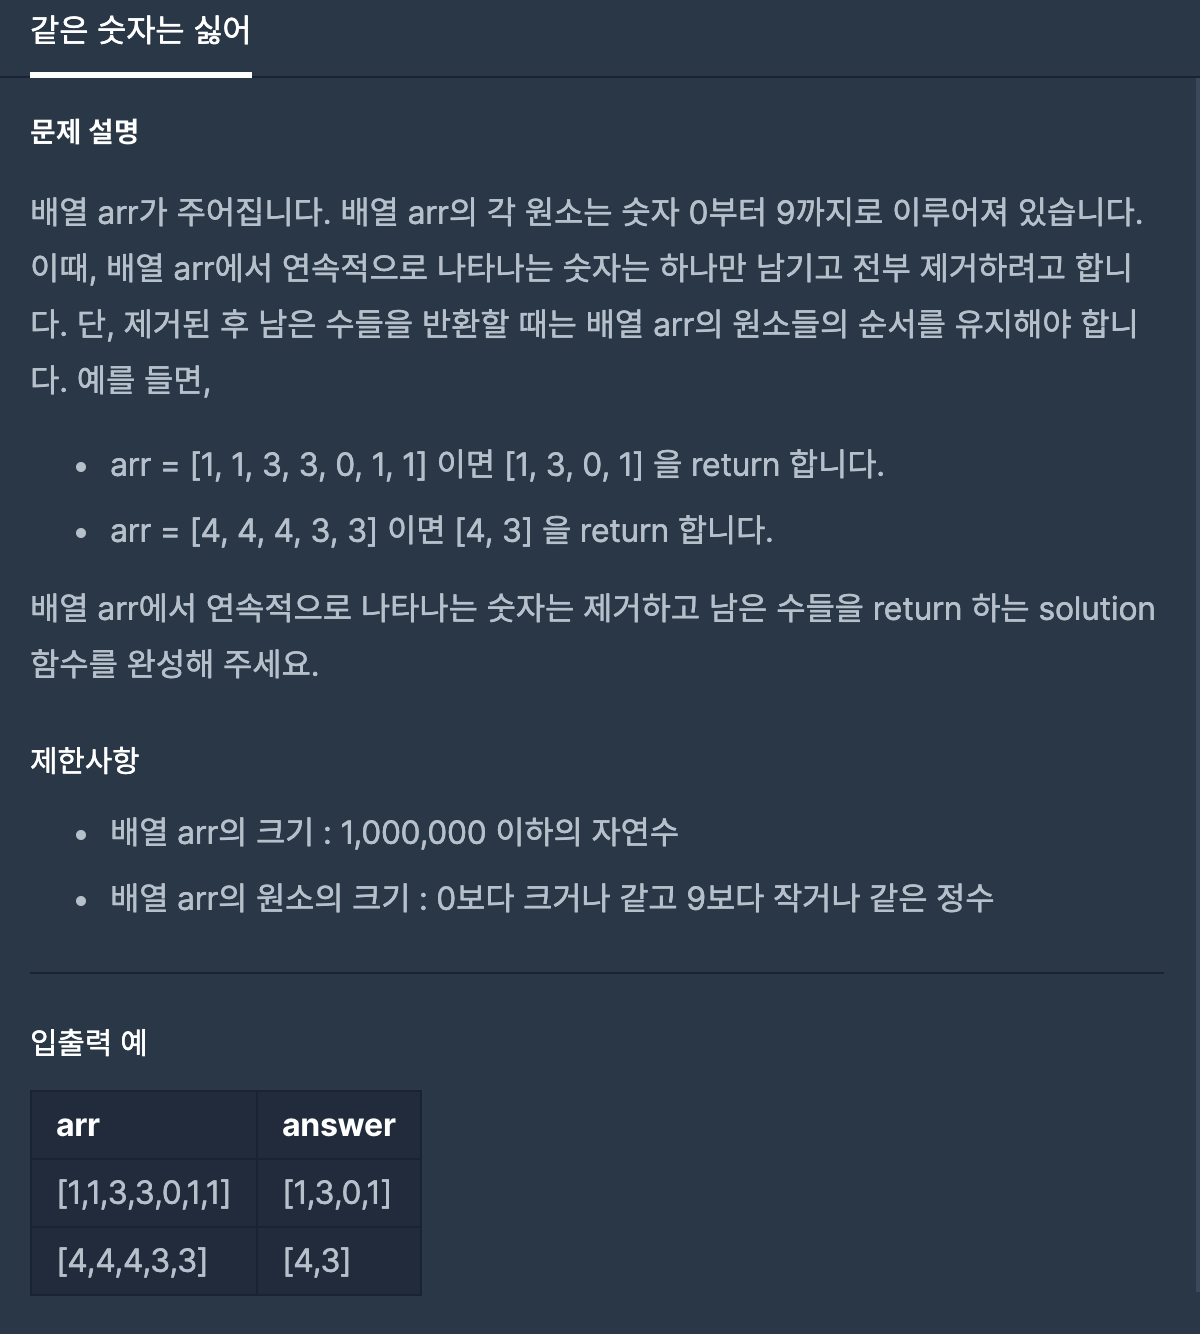 같은 숫자는 싫어
문제 설명
배열 arr가 주어집니다. 배열 arr의 각 원소는 숫자 0부터 9까지로 이루어져 있습니다.
이때, 배열 arr에서 연속적으로 나타나는 숫자는 하나만 남기고 전부 제거하려고 합니
다. 단, 제거된 후 남은 수들을 반환할 때는 배열 arr의 원소들의 순서를 유지해야 합니
다. 예를 들면,
• arr = [1, 1, 3, 3, 0, 1, 1] 이면 [1, 3, 0, 1] 을 return 합니다.
• arr = [4, 4, 4, 3, 3] 이면 [4, 3] 을 return 합니다.
배열 arr에서 연속적으로 나타나는 숫자는 제거하고 남은 수들을 return 하는 solution
함수를 완성해 주세요.
제한사항
• 배열 arr의 크기 : 1,000,000 이하의 자연수
• 배열 arr의 원소의 크기 : 0보다 크거나 같고 9보다 작거나 같은 정수
입출력 예
arr answer
[1,1,3,3,0,1,1] [1,3,0,1]
[4,4,4,3,3] [4,3]